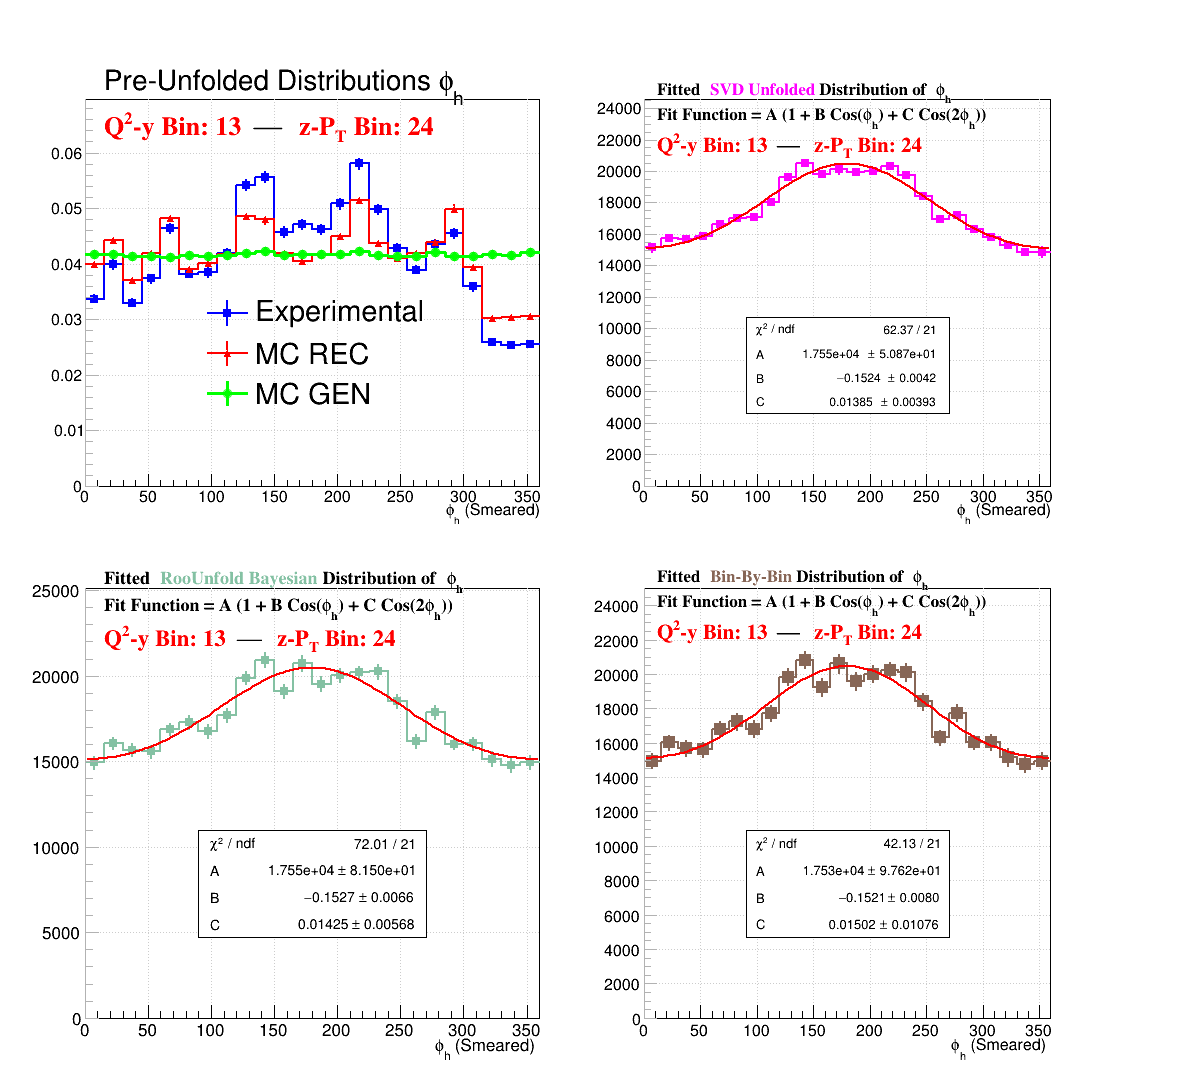 Pre-Unfolded Distributions ϕh
Q²-y Bin: 13 — z-PT Bin: 24
0.06
0.05
0.04
0.03
0.02
0.01
0
Experimental
MC REC
MC GEN
0 50 100 150 200 250 300 350
ϕh (Smeared)
Fitted SVD Unfolded Distribution of ϕh
Fit Function = A (1 + B Cos(ϕh) + C Cos(2ϕh))
Q²-y Bin: 13 — z-PT Bin: 24
24000
22000
20000
18000
16000
14000
12000
10000
8000
6000
4000
2000
0
χ² / ndf 62.37 / 21
A 1.755e+04 ± 5.087e+01
B −0.1524 ± 0.0042
C 0.01385 ± 0.00393
0 50 100 150 200 250 300 350
ϕh (Smeared)
Fitted RooUnfold Bayesian Distribution of ϕh
Fit Function = A (1 + B Cos(ϕh) + C Cos(2ϕh))
Q²-y Bin: 13 — z-PT Bin: 24
25000
20000
15000
10000
5000
0
χ² / ndf 72.01 / 21
A 1.755e+04 ± 8.150e+01
B −0.1527 ± 0.0066
C 0.01425 ± 0.00568
0 50 100 150 200 250 300 350
ϕh (Smeared)
Fitted Bin-By-Bin Distribution of ϕh
Fit Function = A (1 + B Cos(ϕh) + C Cos(2ϕh))
Q²-y Bin: 13 — z-PT Bin: 24
24000
22000
20000
18000
16000
14000
12000
10000
8000
6000
4000
2000
0
χ² / ndf 42.13 / 21
A 1.753e+04 ± 9.762e+01
B −0.1521 ± 0.0080
C 0.01502 ± 0.01076
0 50 100 150 200 250 300 350
ϕh (Smeared)